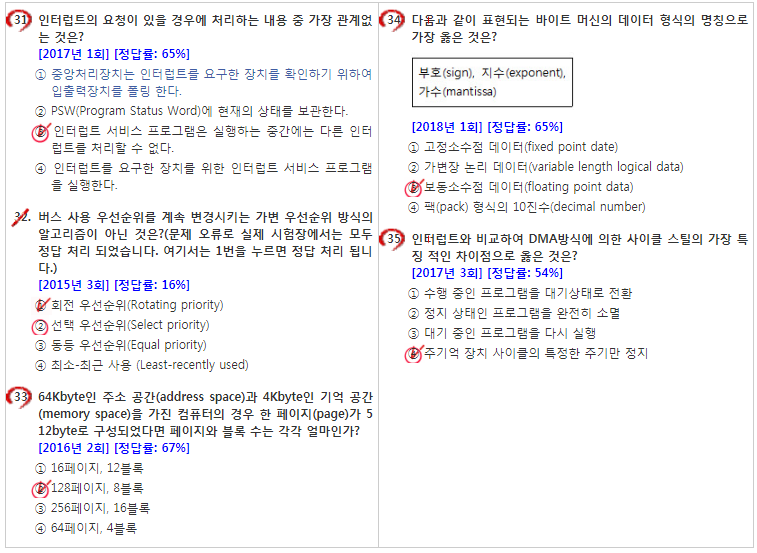 31. 인터럽트의 요청이 있을 경우에 처리하는 내용 중 가장 관계없
는 것은?
[2017년 1회] [정답률: 65%]
① 중앙처리장치는 인터럽트를 요구한 장치를 확인하기 위하여
입출력장치를 폴링 한다.
② PSW(Program Status Word)에 현재의 상태를 보관한다.
③ 인터럽트 서비스 프로그램은 실행하는 중간에는 다른 인터
럽트를 처리할 수 없다.
④ 인터럽트를 요구한 장치를 위한 인터럽트 서비스 프로그램
을 실행한다.
32. 버스 사용 우선순위를 계속 변경시키는 가변 우선순위 방식의
알고리즘이 아닌 것은?(문제 오류로 실제 시험장에서는 모두
정답 처리 되었습니다. 여기서는 1번을 누르면 정답 처리 됩니
다.)
[2015년 3회] [정답률: 16%]
① 회전 우선순위(Rotating priority)
② 선택 우선순위(Select priority)
③ 동등 우선순위(Equal priority)
④ 최소-최근 사용 (Least-recently used)
33. 64Kbyte인 주소 공간(address space)과 4Kbyte인 기억 공간
(memory space)을 가진 컴퓨터의 경우 한 페이지(page)가 5
12byte로 구성되었다면 페이지와 블록 수는 각각 얼마인가?
[2016년 2회] [정답률: 67%]
① 16페이지, 12블록
② 128페이지, 8블록
③ 256페이지, 16블록
④ 64페이지, 4블록
34. 다음과 같이 표현되는 바이트 머신의 데이터 형식의 명칭으로
가장 옳은 것은?
부호(sign), 지수(exponent),
가수(mantissa)
[2018년 1회] [정답률: 65%]
① 고정소수점 데이터(fixed point date)
② 가변장 논리 데이터(variable length logical data)
③ 부동소수점 데이터(floating point data)
④ 팩(pack) 형식의 10진수(decimal number)
35. 인터럽트와 비교하여 DMA방식에 의한 사이클 스틸의 가장 특
징 적인 차이점으로 옳은 것은?
[2017년 3회] [정답률: 54%]
① 수행 중인 프로그램을 대기상태로 전환
② 정지 상태인 프로그램을 완전히 소멸
③ 대기 중인 프로그램을 다시 실행
④ 주기억 장치 사이클의 특정한 주기만 정지